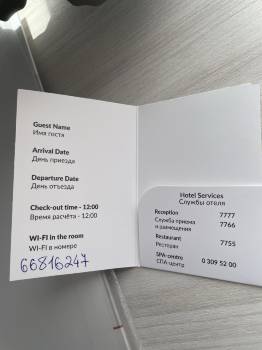 Guest Name
Имя гостя
Arrival Date
День приезда
Departure Date
День отъезда
Check-out time - 12:00
Время расчёта - 12:00
WI-FI in the room
WI-FI в номере
66816247
Hotel Services
Службы отеля
Reception 7777
Служба приема 7766
и размещения
Restaurant 7755
Ресторан
SPA-centre 0 309 52 00
СПА центр